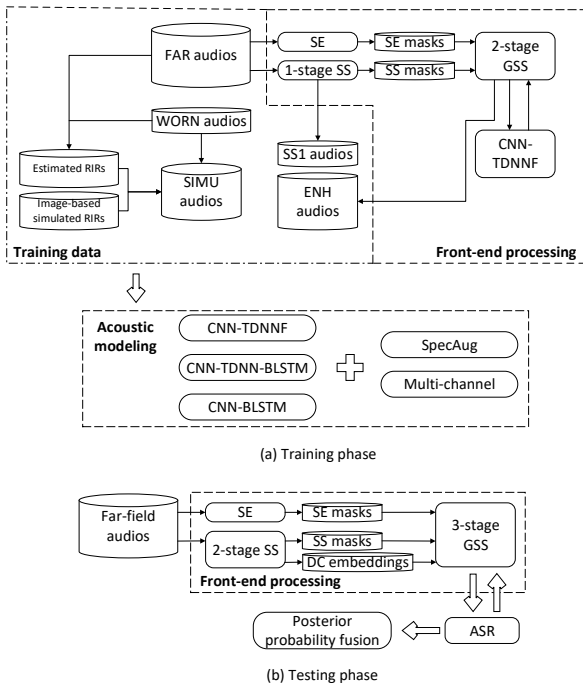 FAR audios
SE
SE masks
2-stage
GSS
1-stage SS
SS masks
WORN audios
SS1 audios
CNN-
TDNNF
Estimated RIRs
SIMU
audios
ENH
audios
Image-based
simulated RIRs
Training data
Front-end processing
Acoustic
modeling
CNN-TDNNF
CNN-TDNN-BLSTM
CNN-BLSTM
SpecAug
Multi-channel
(a) Training phase
Far-field
audios
SE
SE masks
3-stage
GSS
2-stage SS
SS masks
DC embeddings
Front-end processing
Posterior
probability fusion
ASR
(b) Testing phase